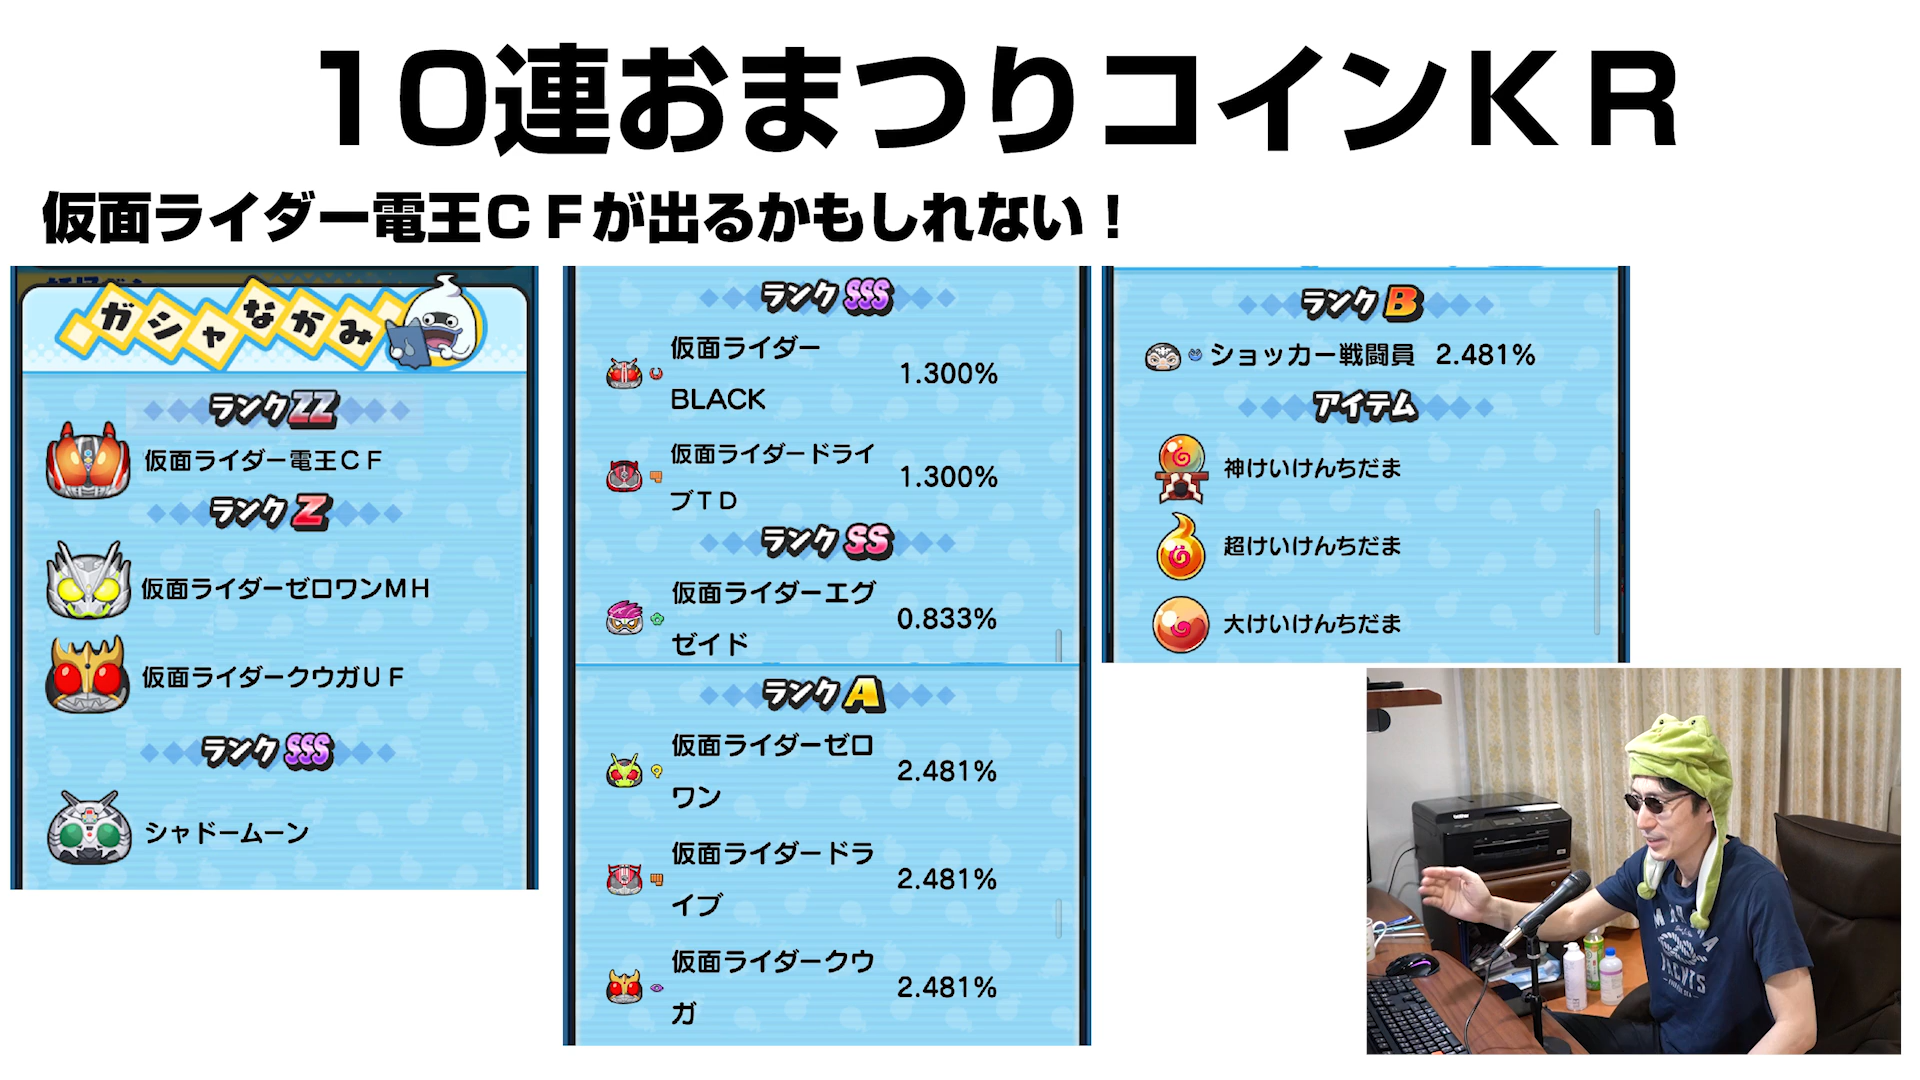 10連おまつりコインKR
仮面ライダー電王CFが出るかもしれない！
ガシャなかみ
ランクZZ
仮面ライダー電王CF
ランクZ
仮面ライダーゼロワンMH
仮面ライダークウガUF
ランクSSS
シャドームーン
ランクSSS
仮面ライダー
BLACK
1.300%
仮面ライダードライ
ブTD
1.300%
ランクSS
仮面ライダーエグ
ゼイド
0.833%
ランクA
仮面ライダーゼロ
ワン
2.481%
仮面ライダードラ
イブ
2.481%
仮面ライダークウ
ガ
2.481%
ランクB
ショッカー戦闘員 2.481%
アイテム
神けいけんちだま
超けいけんちだま
大けいけんちだま
brother
YACHTS